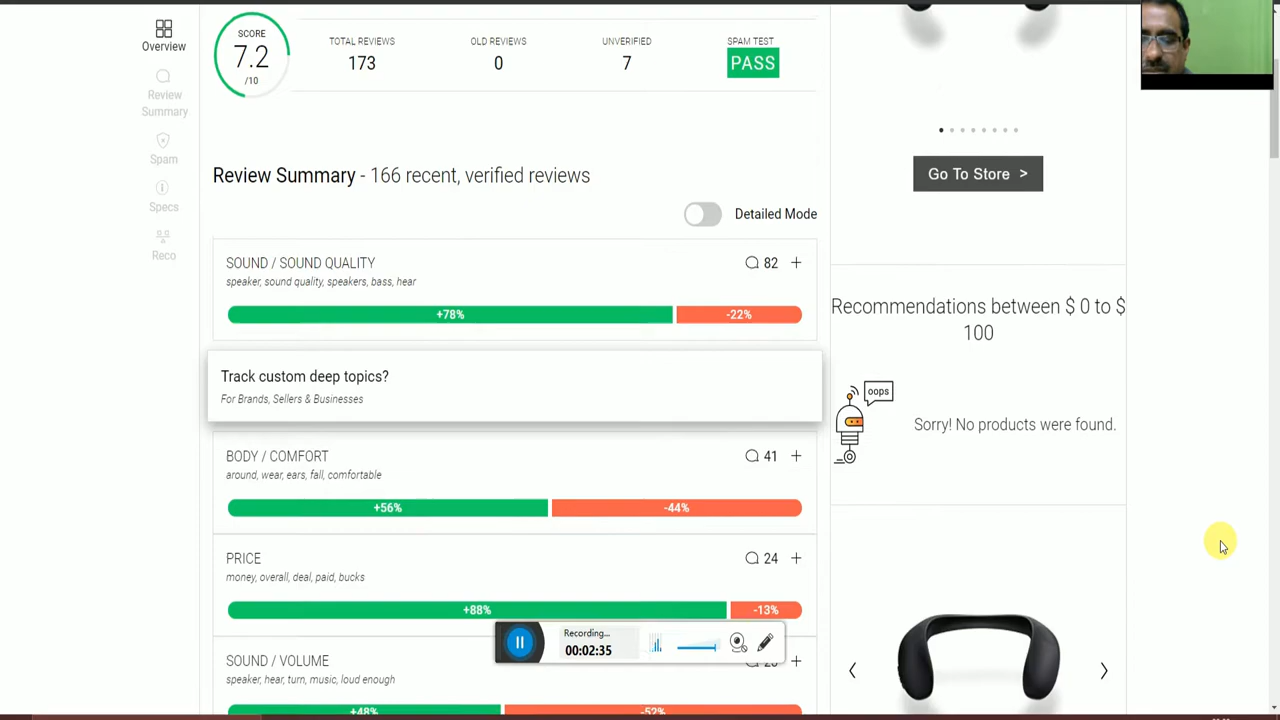 Overview
Review
Summary
Spam
Specs
Reco
SCORE
7.2
/10
TOTAL REVIEWS
173
OLD REVIEWS
0
UNVERIFIED
7
SPAM TEST
PASS
Review Summary - 166 recent, verified reviews
Detailed Mode
SOUND / SOUND QUALITY
82 +
speaker, sound quality, speakers, bass, hear
+78%
-22%
Track custom deep topics?
For Brands, Sellers & Businesses
BODY / COMFORT
41 +
around, wear, ears, fall, comfortable
+56%
-44%
PRICE
24 +
money, overall, deal, paid, bucks
+88%
-13%
SOUND / VOLUME
+
speaker, hear, turn, music, loud enough
+48%
-52%
Recording...
00:02:35
Go To Store >
Recommendations between $ 0 to $
100
oops
Sorry! No products were found.